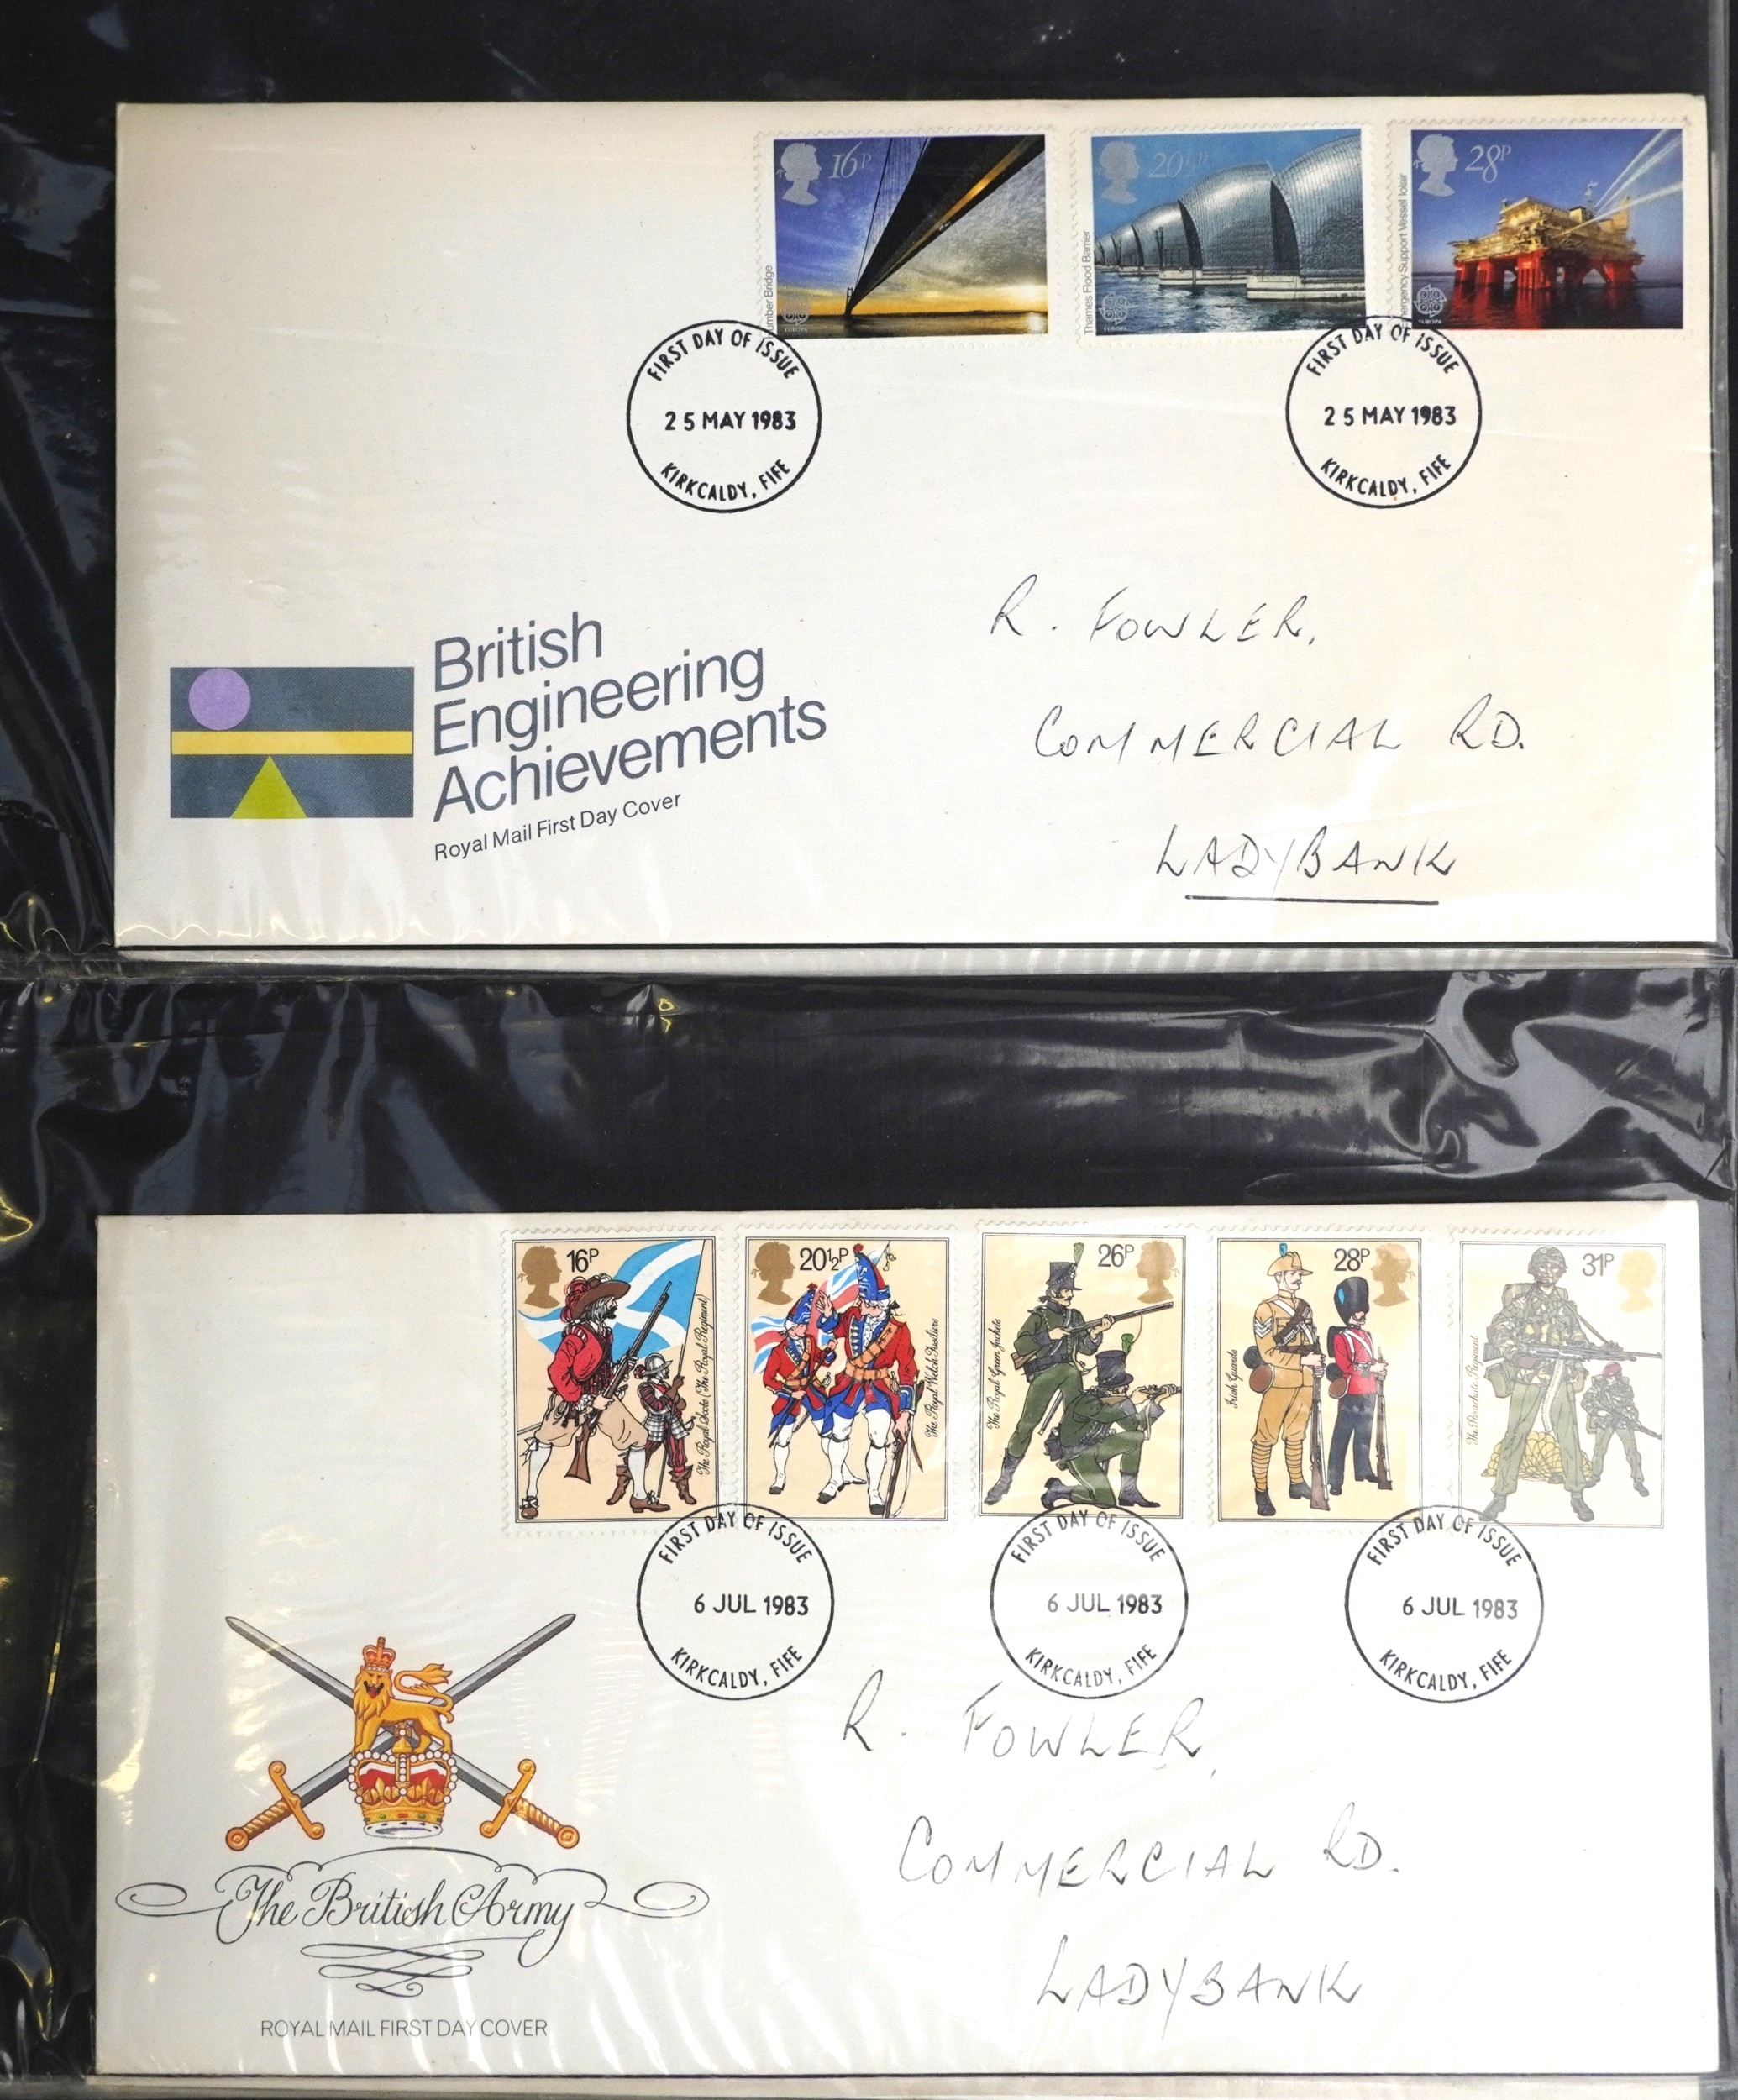 16P
Humber Bridge
EUROPA
20½P
Thames Flood Barrier
EUROPA
28P
Emergency Support Vessel Iolair
EUROPA
FIRST DAY OF ISSUE
25 MAY 1983
KIRKCALDY, FIFE
FIRST DAY OF ISSUE
25 MAY 1983
KIRKCALDY, FIFE
British
Engineering
Achievements
Royal Mail First Day Cover
R. FOWLER,
COMMERCIAL RD.
LADYBANK
16P
The Royal Scots (The Royal Regiment)
20½P
The Royal Welch Fusiliers
26P
The Royal Green Jackets
28P
Irish Guards
31P
The Parachute Regiment
FIRST DAY OF ISSUE
6 JUL 1983
KIRKCALDY, FIFE
FIRST DAY OF ISSUE
6 JUL 1983
KIRKCALDY, FIFE
FIRST DAY OF ISSUE
6 JUL 1983
KIRKCALDY, FIFE
The British Army
ROYAL MAIL FIRST DAY COVER
R. FOWLER,
COMMERCIAL RD.
LADYBANK